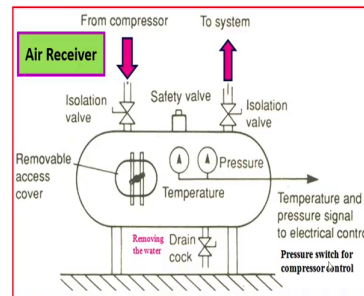 From compressor
To system
Air Receiver
Isolation
valve
Safety valve
Isolation
valve
Removable
access
cover
Pressure
Temperature
Temperature and
pressure signal
to electrical contro
Removing
the water
Drain
cock
Pressure switch for
compressor control